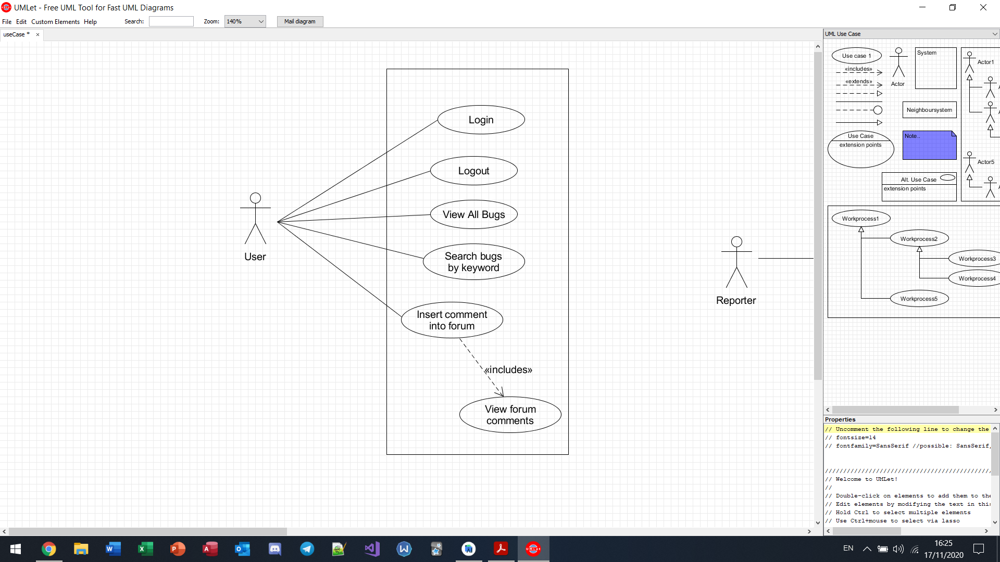 UMLet - Free UML Tool for Fast UML Diagrams
File Edit Custom Elements Help Search: Zoom: 140% Mail diagram
useCase *
UML Use Case
Login
Logout
View All Bugs
Search bugs
by keyword
Insert comment
into forum
«includes»
View forum
comments
User
Reporter
Use case 1
«includes»
«extends»
Actor
System
Actor1
Neighboursystem
Use Case
extension points
Note..
Actor5
Alt. Use Case
extension points
Workprocess1
Workprocess2
Workprocess3
Workprocess4
Workprocess5
Properties
// Uncomment the following line to change the
// fontsize=14
// fontfamily=SansSerif //possible: SansSerif,
//////////////////////////////////////////////
// Welcome to UMLet!
//
// Double-click on elements to add them to the
// Edit elements by modifying the text in this
// Hold Ctrl to select multiple elements
// Use Ctrl+mouse to select via lasso
EN
16:25
17/11/2020